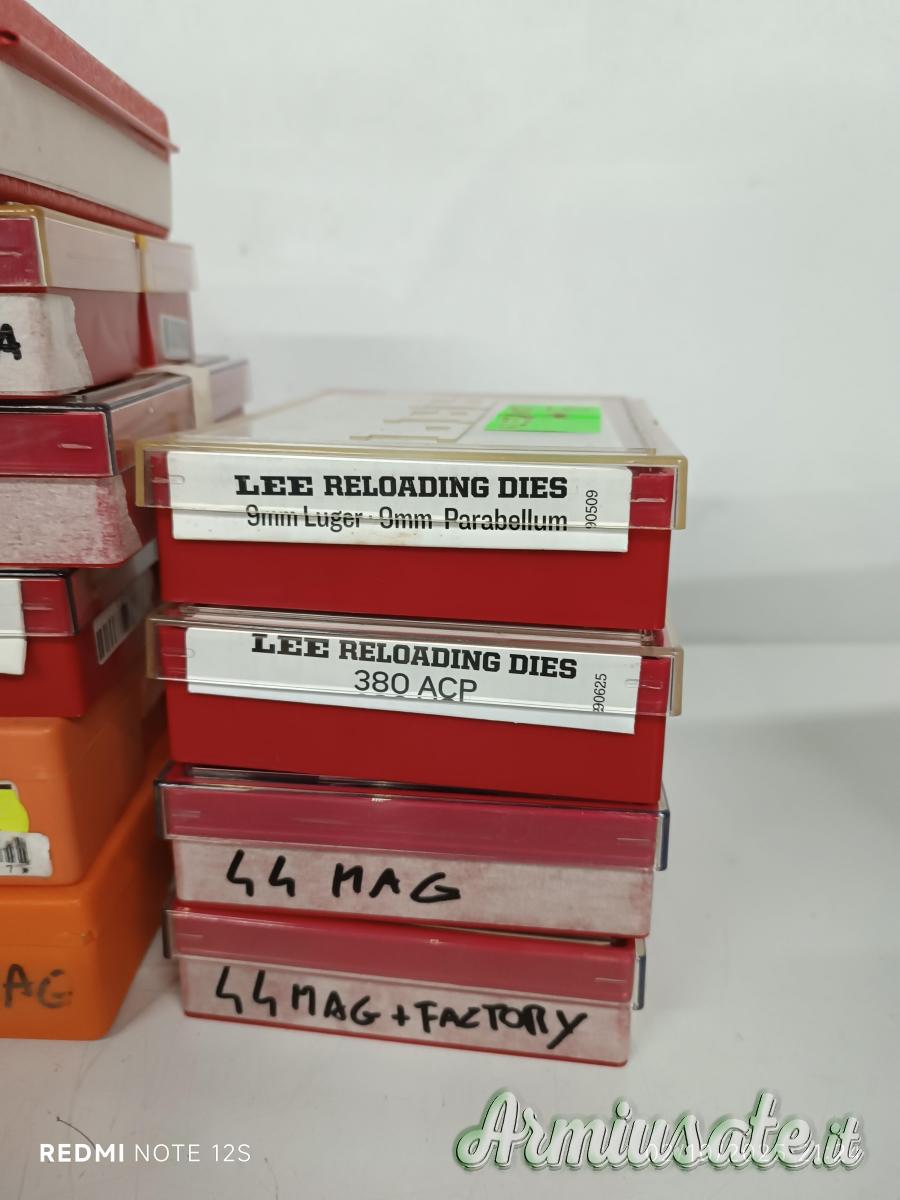 A
LEE RELOADING DIES
9mm Luger · 9mm Parabellum
90509
LEE RELOADING DIES
380 ACP
90625
44 MAG
44 MAG + FACTORY
AG
REDMI NOTE 12S
Armiusate.it